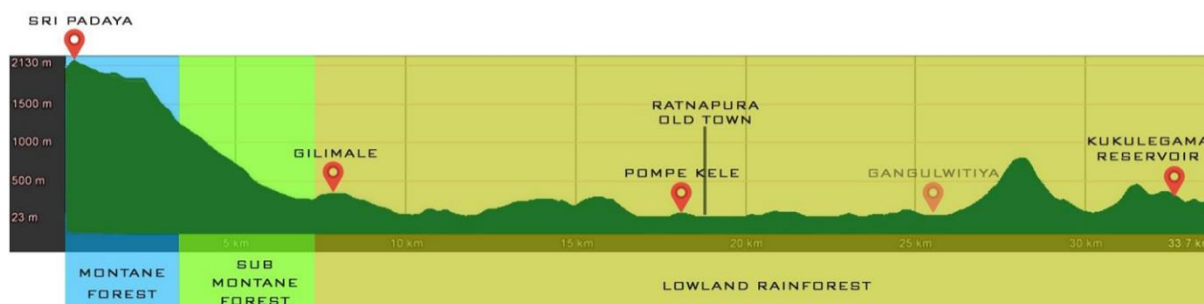 SRI PADAYA
2130 m
1500 m
1000 m
500 m
23 m
GILIMALE
POMPE KELE
RATNAPURA
OLD TOWN
GANGULWITIYA
KUKULEGAMA
RESERVOIR
5 km
10 km
15 km
20 km
25 km
30 km
33.7 k
MONTANE
FOREST
SUB
MONTANE
FOREST
LOWLAND RAINFOREST